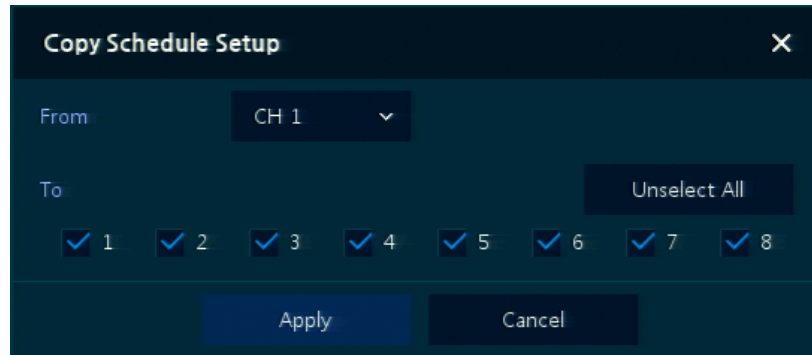 Copy Schedule Setup
From CH 1
To Unselect All
1 2 3 4 5 6 7 8
Apply Cancel